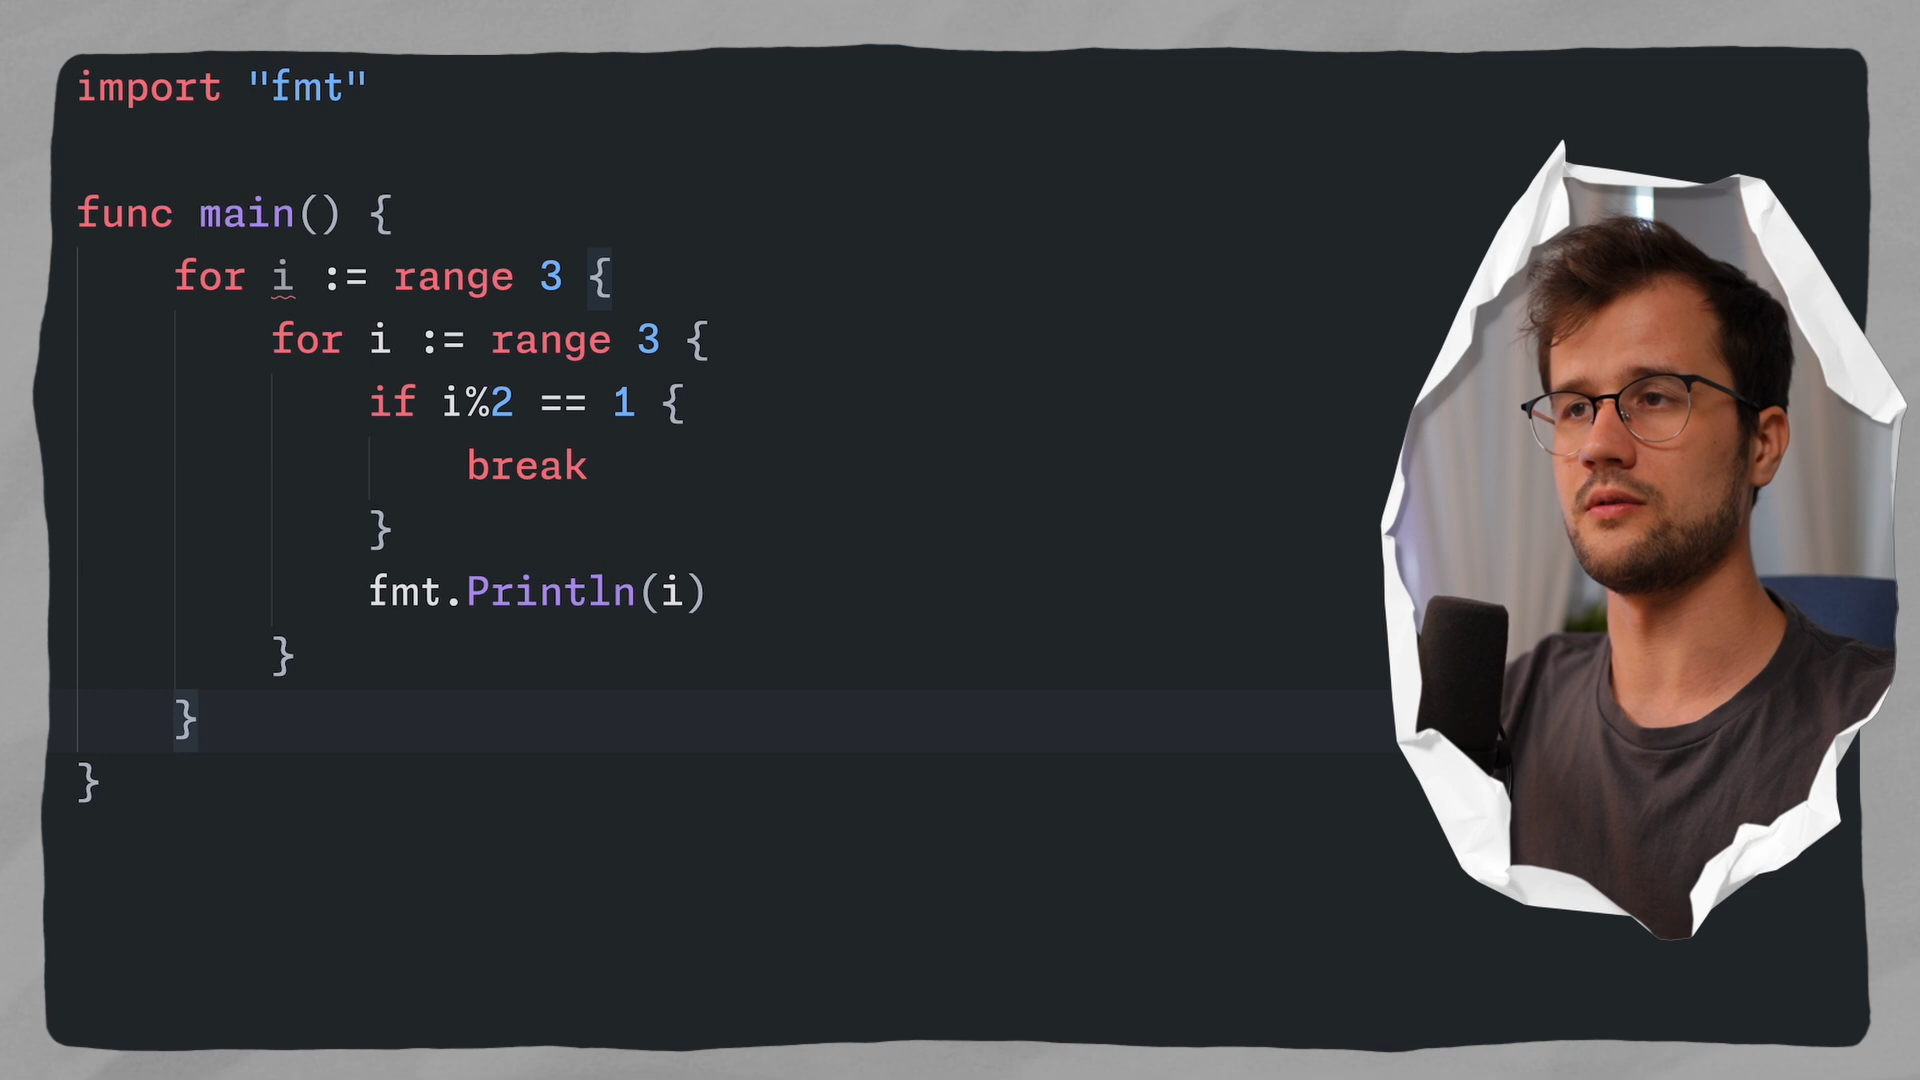 import "fmt"
func main() {
for i := range 3 {
for i := range 3 {
if i%2 == 1 {
break
}
fmt.Println(i)
}
}
}